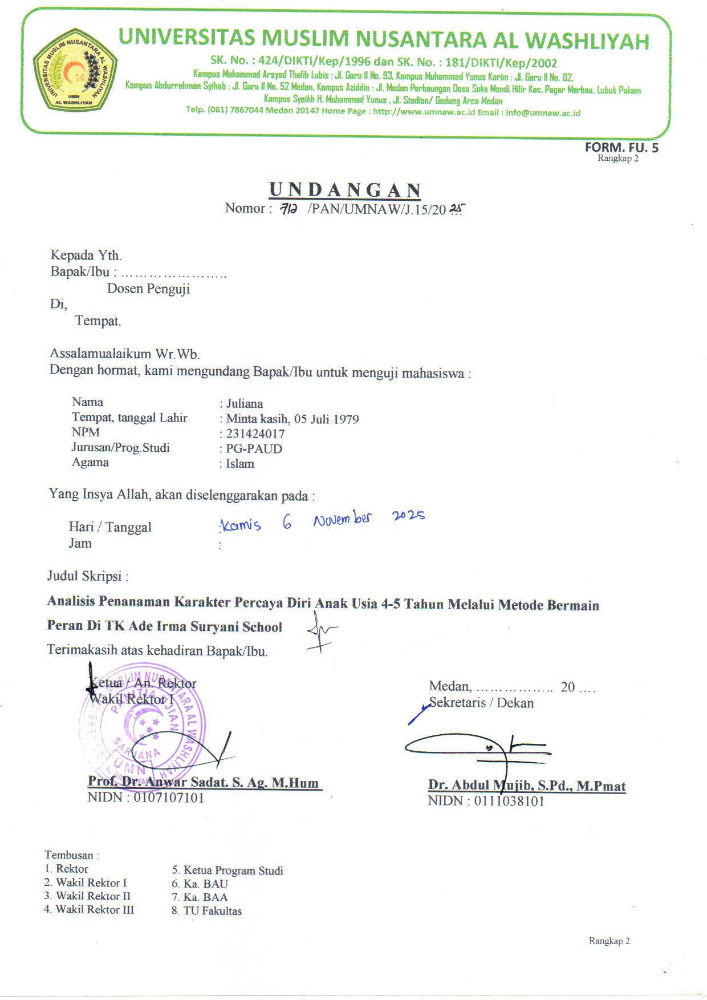 UNIVERSITAS MUSLIM NUSANTARA AL WASHLIYAH
SK. No. : 424/DIKTI/Kep/1996 dan SK. No. : 181/DIKTI/Kep/2002
Kampus Muhammad Arsyad Thalib Lubis : Jl. Garu II No. 93, Kampus Muhammad Yunus Karim : Jl. Garu II No. 02,
Kampus Abdurrahman Syihab : Jl. Garu II No. 52 Medan, Kampus Aziddin : Jl. Medan Perbaungan Desa Suka Mandi Hilir Kec. Pagar Merbau, Lubuk Pakam
Kampus Syeikh H. Muhammad Yunus , Jl. Stadion/ Gedung Arca Medan
Telp. (061) 7867044 Medan 20147 Home Page : http://www.umnaw.ac.id Email : info@umnaw.ac.id
UNIVERSITAS MUSLIM NUSANTARA AL WASHLIYAH
UMN
AL WASHLIYAH
FORM. FU. 5
Rangkap 2
UNDANGAN
Nomor : 712 /PAN/UMNAW/J.15/2025
Kepada Yth.
Bapak/Ibu : …………………..
Dosen Penguji
Di,
Tempat.
Assalamualaikum Wr.Wb.
Dengan hormat, kami mengundang Bapak/Ibu untuk menguji mahasiswa :
Nama : Juliana
Tempat, tanggal Lahir : Minta kasih, 05 Juli 1979
NPM : 231424017
Jurusan/Prog.Studi : PG-PAUD
Agama : Islam
Yang Insya Allah, akan diselenggarakan pada :
Hari / Tanggal : Kamis 6 November 2025
Jam :
Judul Skripsi :
Analisis Penanaman Karakter Percaya Diri Anak Usia 4-5 Tahun Melalui Metode Bermain
Peran Di TK Ade Irma Suryani School
Terimakasih atas kehadiran Bapak/Ibu.
Ketua / An. Rektor
Wakil Rektor I
UNIVERSITAS MUSLIM NUSANTARA AL WASHLIYAH
PANITIA UJIAN
SARJANA
UMN
AL WASHLIYAH
Prof. Dr. Anwar Sadat. S. Ag. M.Hum
NIDN : 0107107101
Medan, …………….. 20 ….
Sekretaris / Dekan
Dr. Abdul Mujib, S.Pd., M.Pmat
NIDN : 0111038101
Tembusan :
1. Rektor
2. Wakil Rektor I
3. Wakil Rektor II
4. Wakil Rektor III
5. Ketua Program Studi
6. Ka. BAU
7. Ka. BAA
8. TU Fakultas
Rangkap 2